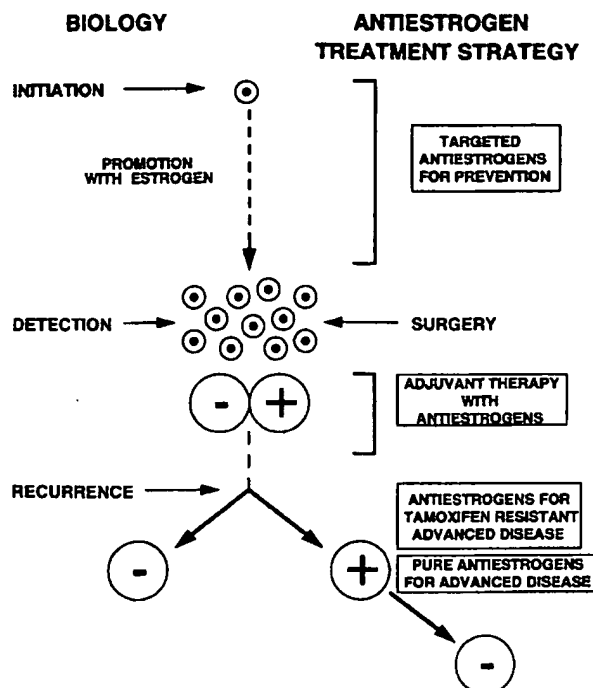 BIOLOGY
ANTIESTROGEN
TREATMENT STRATEGY
INITIATION
PROMOTION
WITH ESTROGEN
TARGETED
ANTIESTROGENS
FOR PREVENTION
DETECTION
SURGERY
- +
ADJUVANT THERAPY
WITH
ANTIESTROGENS
RECURRENCE
ANTIESTROGENS FOR
TAMOXIFEN RESISTANT
ADVANCED DISEASE
- +
PURE ANTIESTROGENS
FOR ADVANCED DISEASE
-